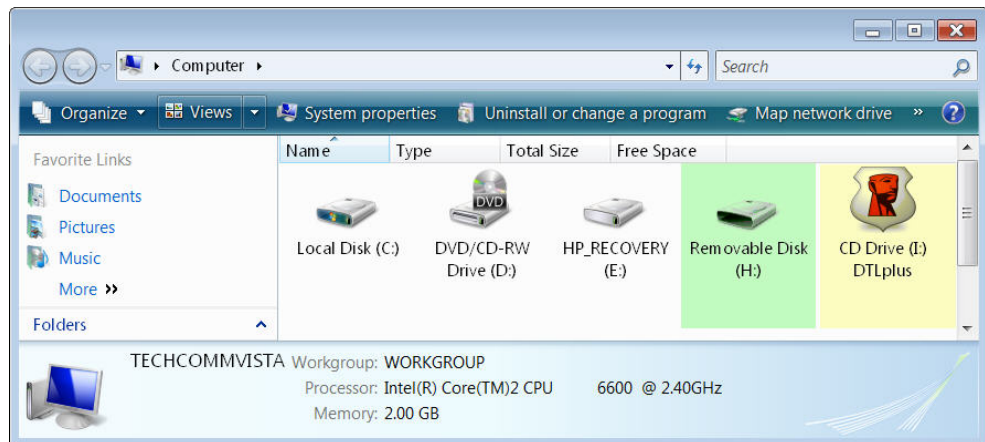 Computer
Search
Organize Views System properties Uninstall or change a program Map network drive »
Favorite Links
Documents
Pictures
Music
More »
Folders
Name Type Total Size Free Space
Local Disk (C:)
DVD
DVD/CD-RW
Drive (D:)
HP_RECOVERY
(E:)
Removable Disk
(H:)
CD Drive (I:)
DTLplus
TECHCOMMVISTA Workgroup: WORKGROUP
Processor: Intel(R) Core(TM)2 CPU 6600 @ 2.40GHz
Memory: 2.00 GB